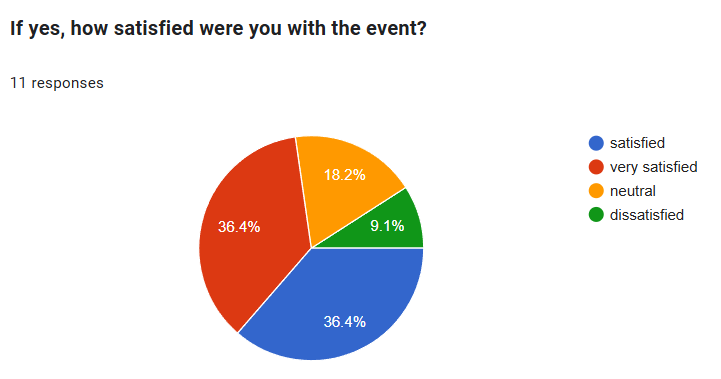 If yes, how satisfied were you with the event?
11 responses
satisfied
very satisfied
neutral
dissatisfied
18.2%
9.1%
36.4%
36.4%